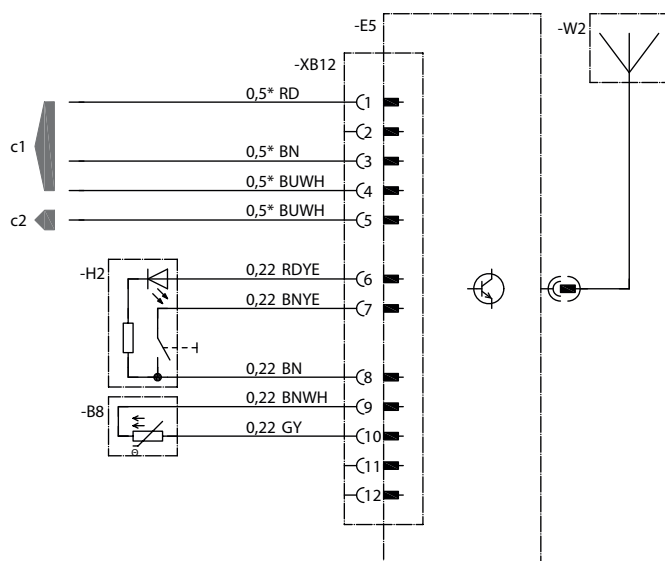 -E5
-W2
-XB12
0,5* RD
1
2
c1
0,5* BN
3
0,5* BUWH
4
c2
0,5* BUWH
5
-H2
0,22 RDYE
6
0,22 BNYE
7
0,22 BN
8
0,22 BNWH
9
-B8
0,22 GY
10
11
Θ
12